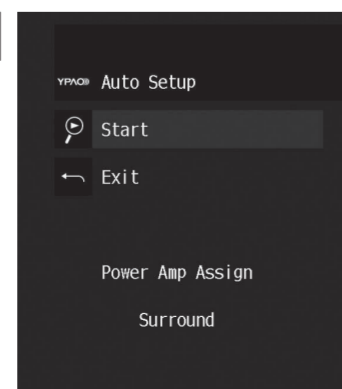 YPAO Auto Setup
Start
Exit
Power Amp Assign
Surround